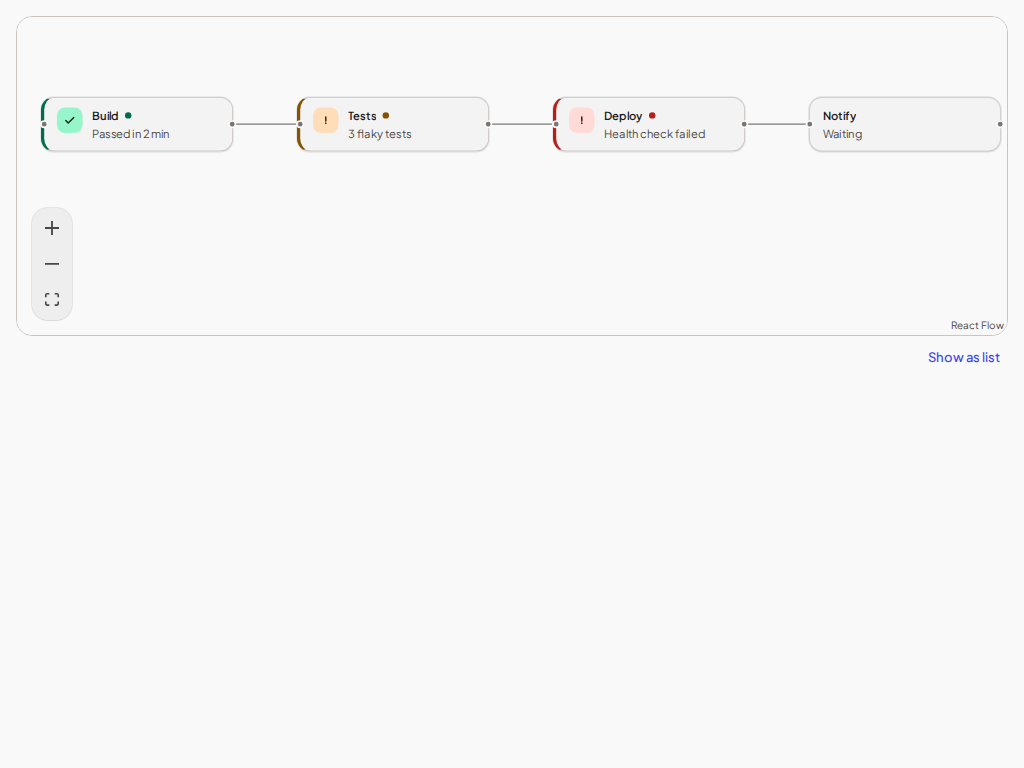 Build
Passed in 2 min
!
Tests
3 flaky tests
!
Deploy
Health check failed
Notify
Waiting
React Flow
Show as list